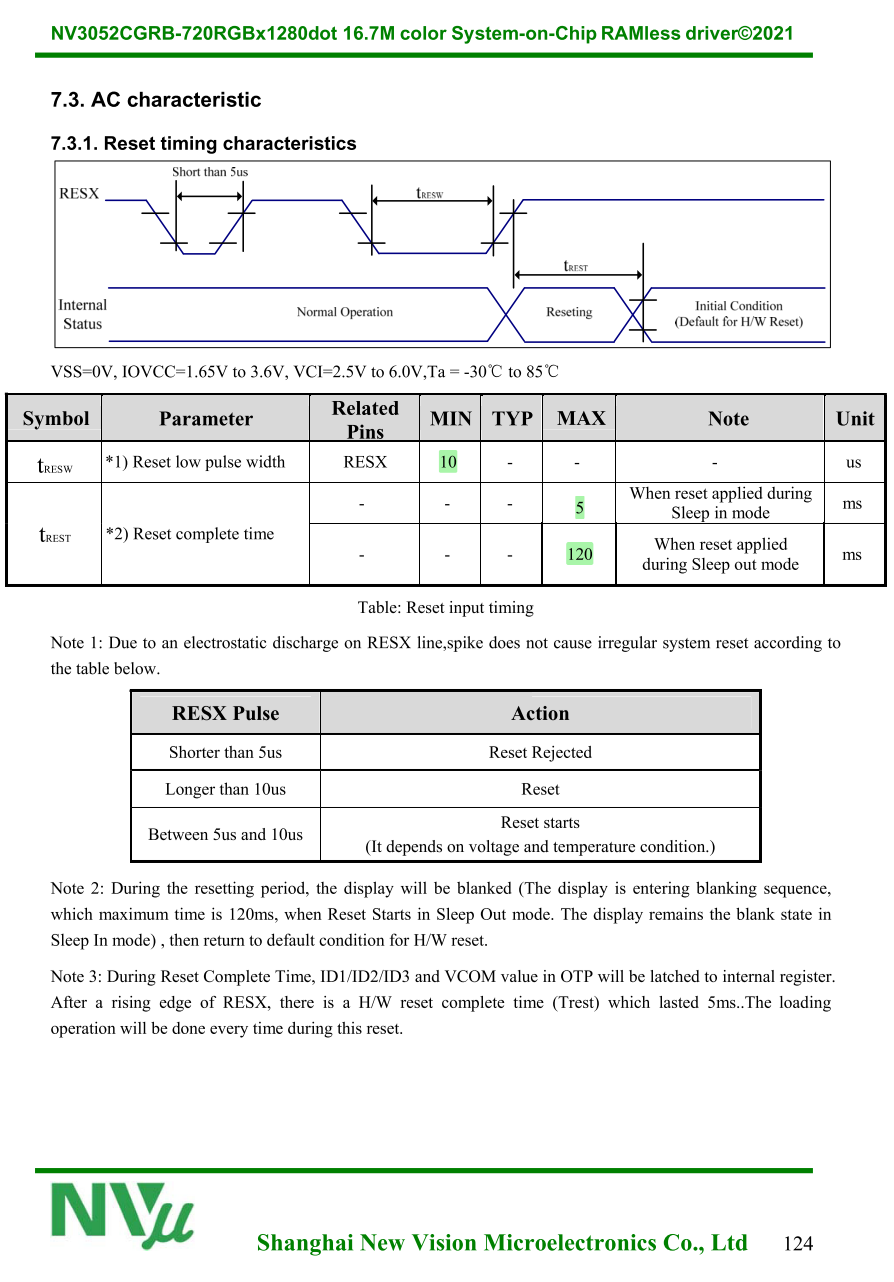 NV3052CGRB-720RGBx1280dot 16.7M color System-on-Chip RAMless driver©2021
7.3. AC characteristic
7.3.1. Reset timing characteristics
Short than 5us
RESX
tRESW
tREST
Internal
Status
Normal Operation
Reseting
Initial Condition
(Default for H/W Reset)
VSS=0V, IOVCC=1.65V to 3.6V, VCI=2.5V to 6.0V,Ta = -30℃ to 85℃
Symbol Parameter Related Pins MIN TYP MAX Note Unit
tRESW *1) Reset low pulse width RESX 10 - - - us
tREST *2) Reset complete time - - - 5 When reset applied during Sleep in mode ms
- - - 120 When reset applied during Sleep out mode ms
Table: Reset input timing
Note 1: Due to an electrostatic discharge on RESX line,spike does not cause irregular system reset according to
the table below.
RESX Pulse Action
Shorter than 5us Reset Rejected
Longer than 10us Reset
Between 5us and 10us Reset starts
(It depends on voltage and temperature condition.)
Note 2: During the resetting period, the display will be blanked (The display is entering blanking sequence,
which maximum time is 120ms, when Reset Starts in Sleep Out mode. The display remains the blank state in
Sleep In mode) , then return to default condition for H/W reset.
Note 3: During Reset Complete Time, ID1/ID2/ID3 and VCOM value in OTP will be latched to internal register.
After a rising edge of RESX, there is a H/W reset complete time (Trest) which lasted 5ms..The loading
operation will be done every time during this reset.
NVμ
Shanghai New Vision Microelectronics Co., Ltd 124